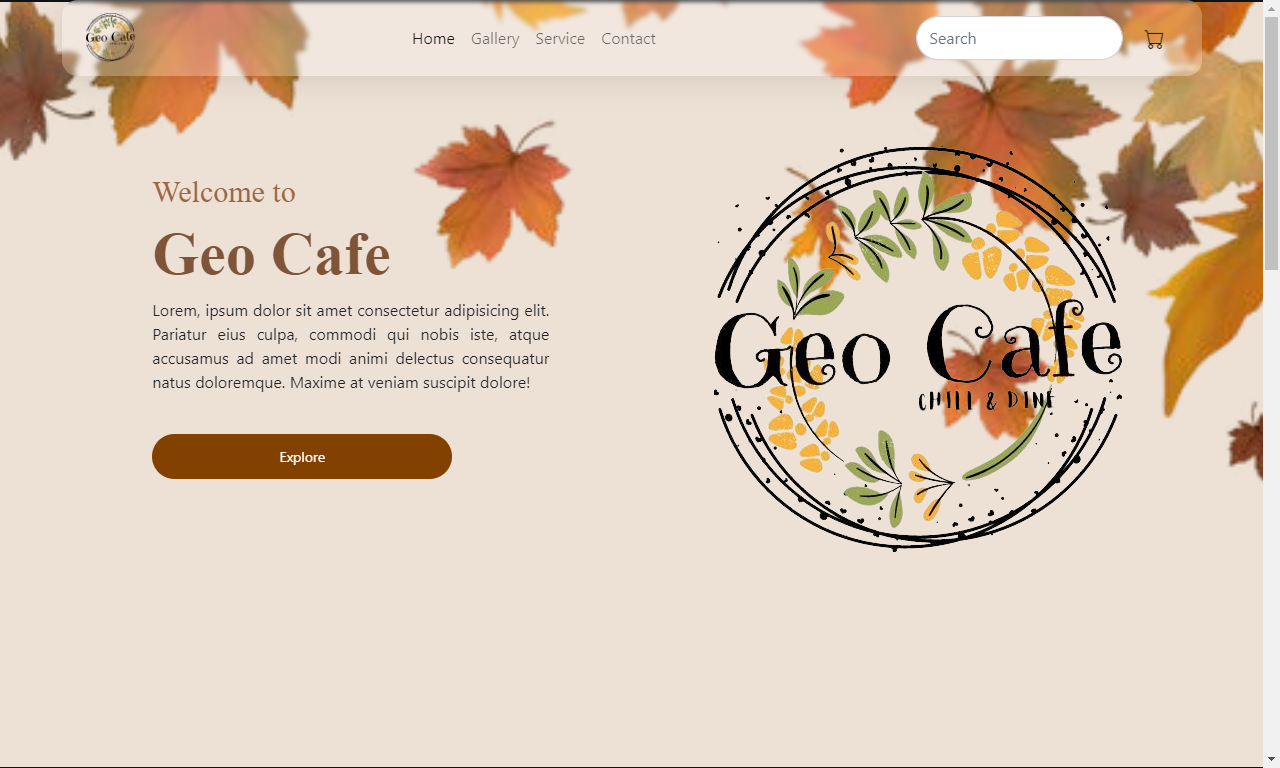 Geo Cafe
Home Gallery Service Contact
Search
Welcome to
Geo Cafe
Lorem, ipsum dolor sit amet consectetur adipisicing elit.
Pariatur eius culpa, commodi qui nobis iste, atque
accusamus ad amet modi animi delectus consequatur
natus doloremque. Maxime at veniam suscipit dolore!
Explore
Geo Cafe
CHILL & DINE